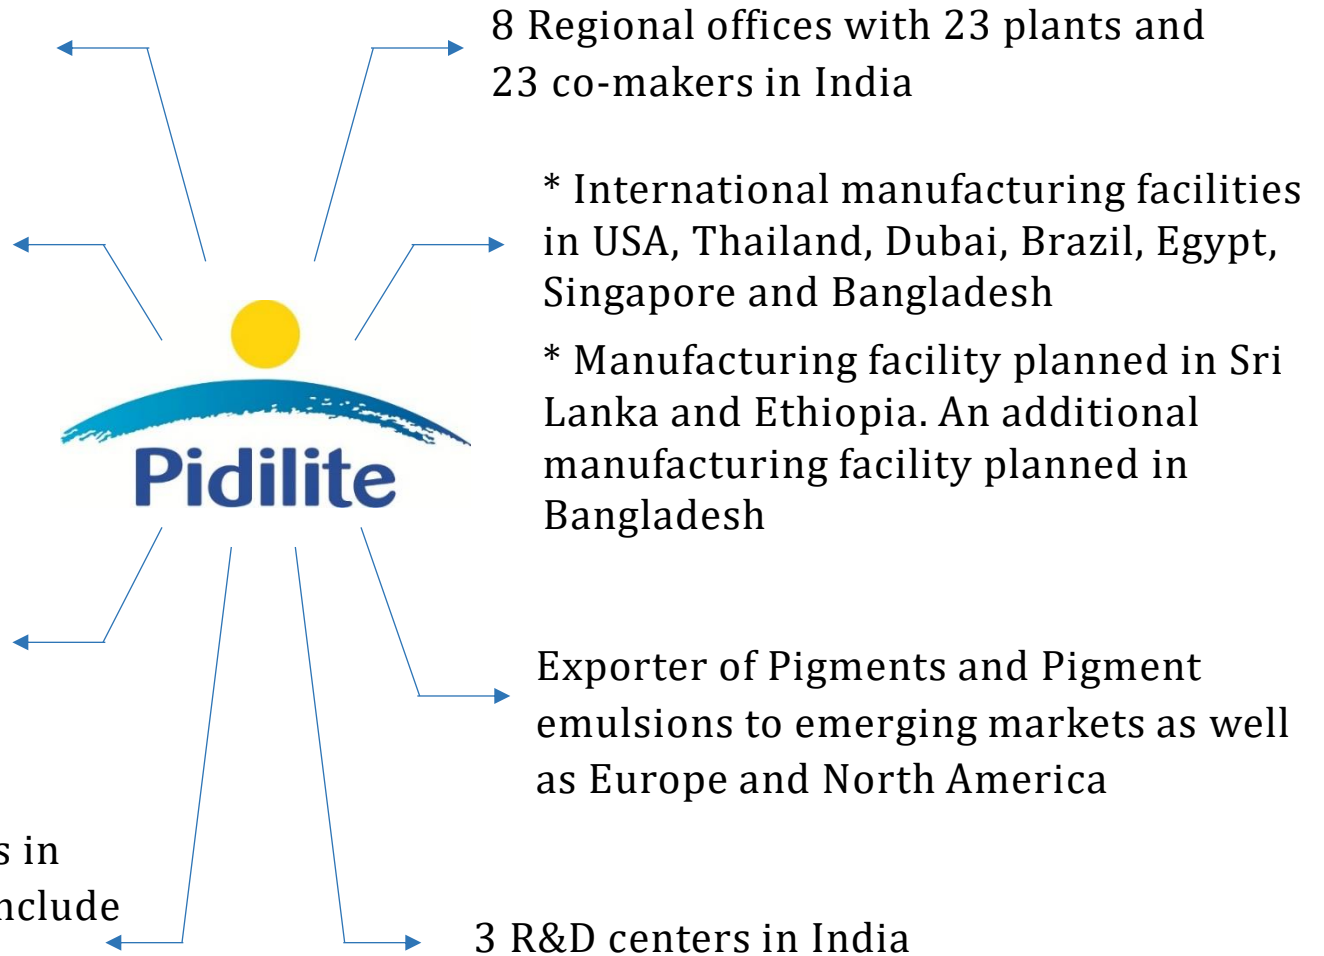 8 Regional offices with 23 plants and
23 co-makers in India
* International manufacturing facilities
in USA, Thailand, Dubai, Brazil, Egypt,
Singapore and Bangladesh
* Manufacturing facility planned in Sri
Lanka and Ethiopia. An additional
manufacturing facility planned in
Bangladesh
Pidilite
Exporter of Pigments and Pigment
emulsions to emerging markets as well
as Europe and North America
s in
nclude
3 R&D centers in India